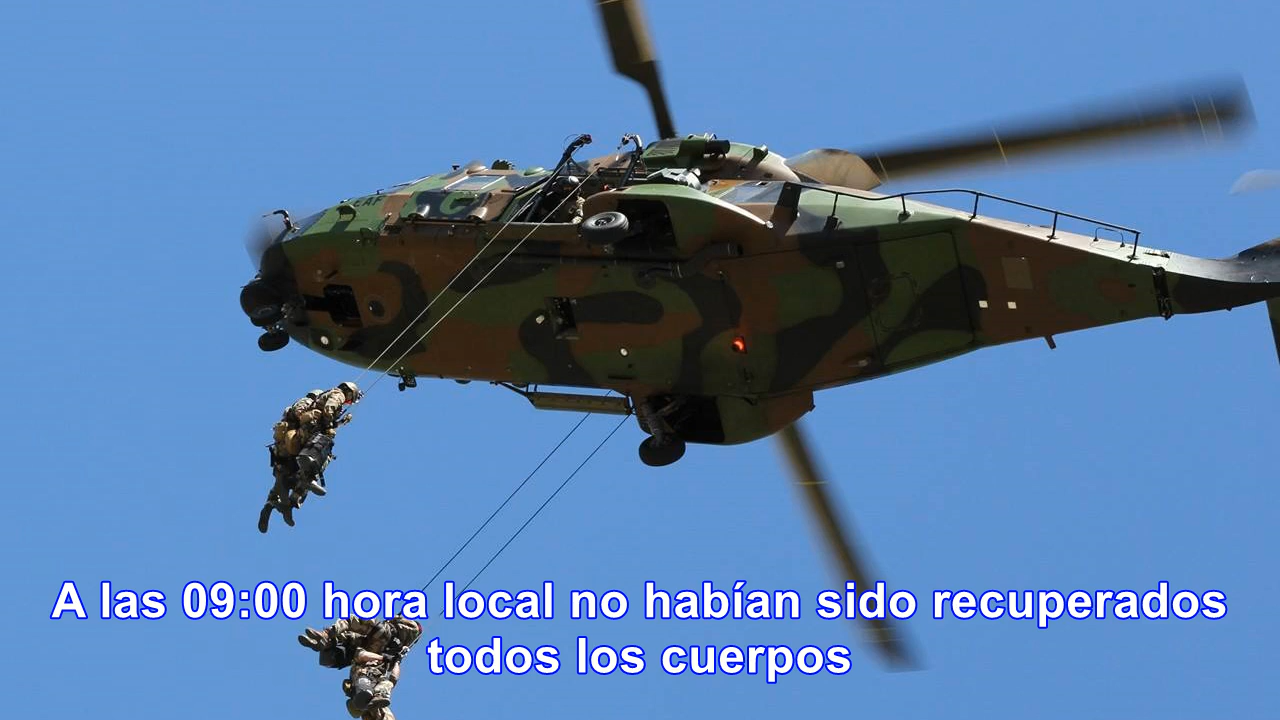 A las 09:00 hora local no habían sido recuperados
todos los cuerpos